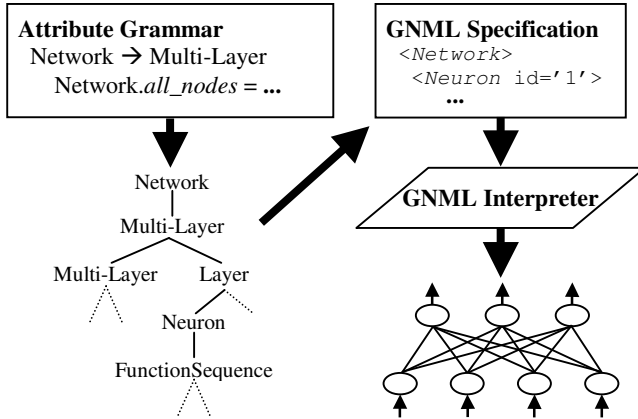 Attribute Grammar
Network → Multi-Layer
Network.all_nodes = ...
Network
Multi-Layer
Multi-Layer Layer
Neuron
FunctionSequence
GNML Specification
<Network>
<Neuron id=’1’>
...
GNML Interpreter